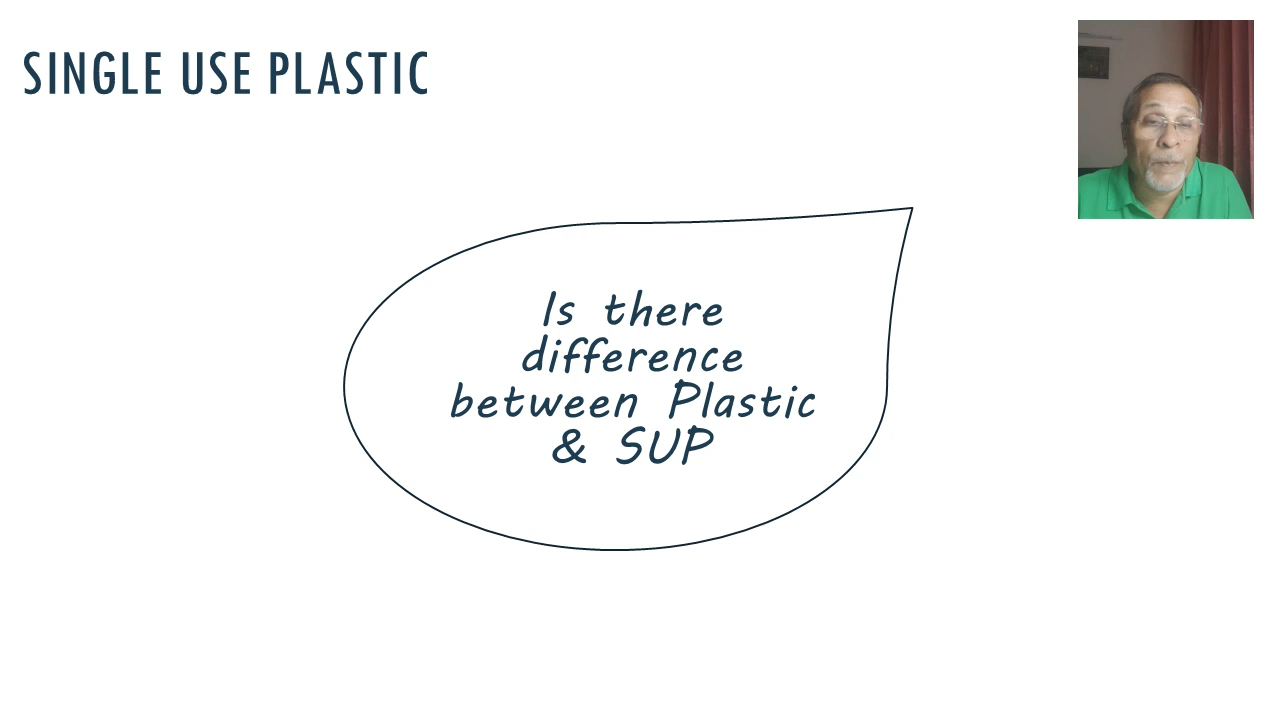 SINGLE USE PLASTIC
Is there
difference
between Plastic
& SUP